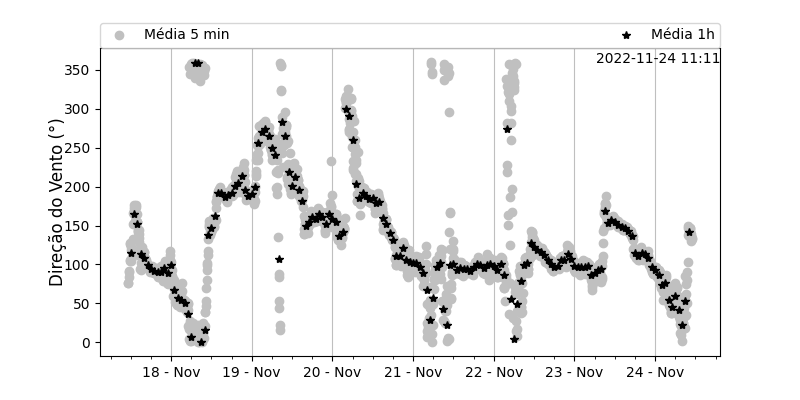 Média 5 min
Média 1h
2022-11-24 11:11
Direção do Vento (°)
350
300
250
200
150
100
50
0
18 - Nov
19 - Nov
20 - Nov
21 - Nov
22 - Nov
23 - Nov
24 - Nov